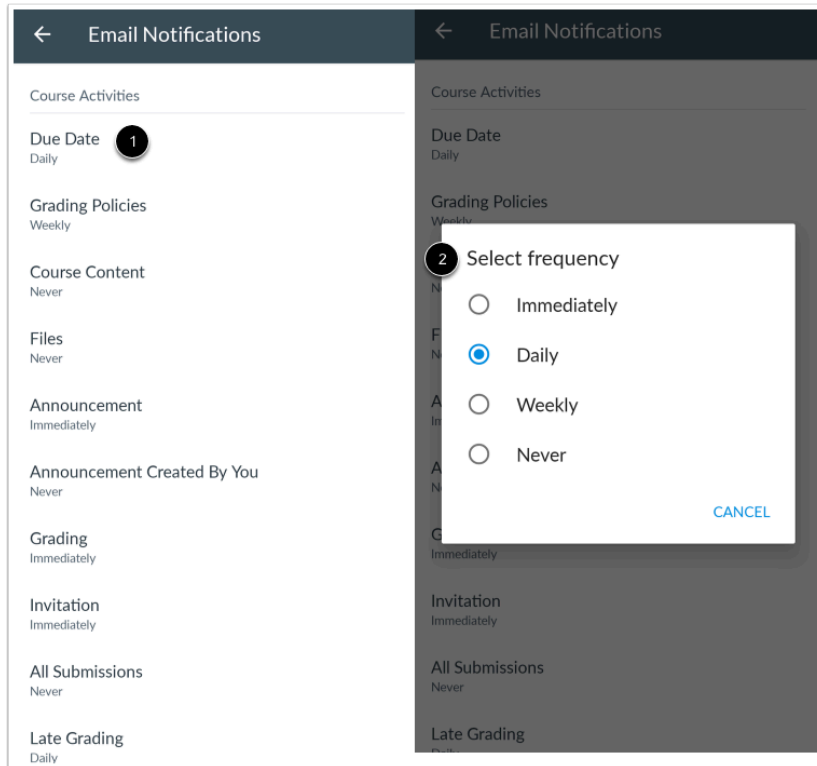 Email Notifications
Course Activities
Due Date 1
Daily
Grading Policies
Weekly
Course Content
Never
Files
Never
Announcement
Immediately
Announcement Created By You
Never
Grading
Immediately
Invitation
Immediately
All Submissions
Never
Late Grading
Daily
Email Notifications
Course Activities
Due Date
Daily
Grading Policies
Weekly
2 Select frequency
Immediately
Daily
Weekly
Never
CANCEL
Immediately
Invitation
Immediately
All Submissions
Never
Late Grading